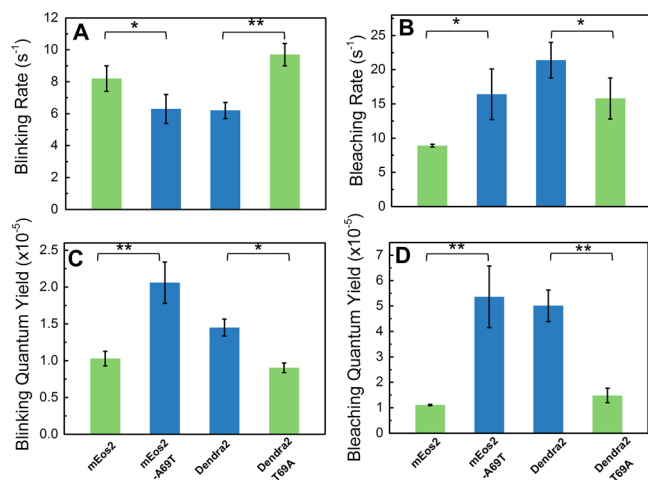 A
Blinking Rate (s-1)
12
10
8
6
4
2
0
*
**
B
Bleaching Rate (s-1)
25
20
15
10
5
0
*
*
C
Blinking Quantum Yield (x10-5)
2.5
2.0
1.5
1.0
0.5
0.0
**
*
mEos2
mEos2
-A69T
Dendra2
Dendra2
T69A
D
Bleaching Quantum Yield (x10-5)
7
6
5
4
3
2
1
0
**
**
mEos2
mEos2
-A69T
Dendra2
Dendra2
T69A